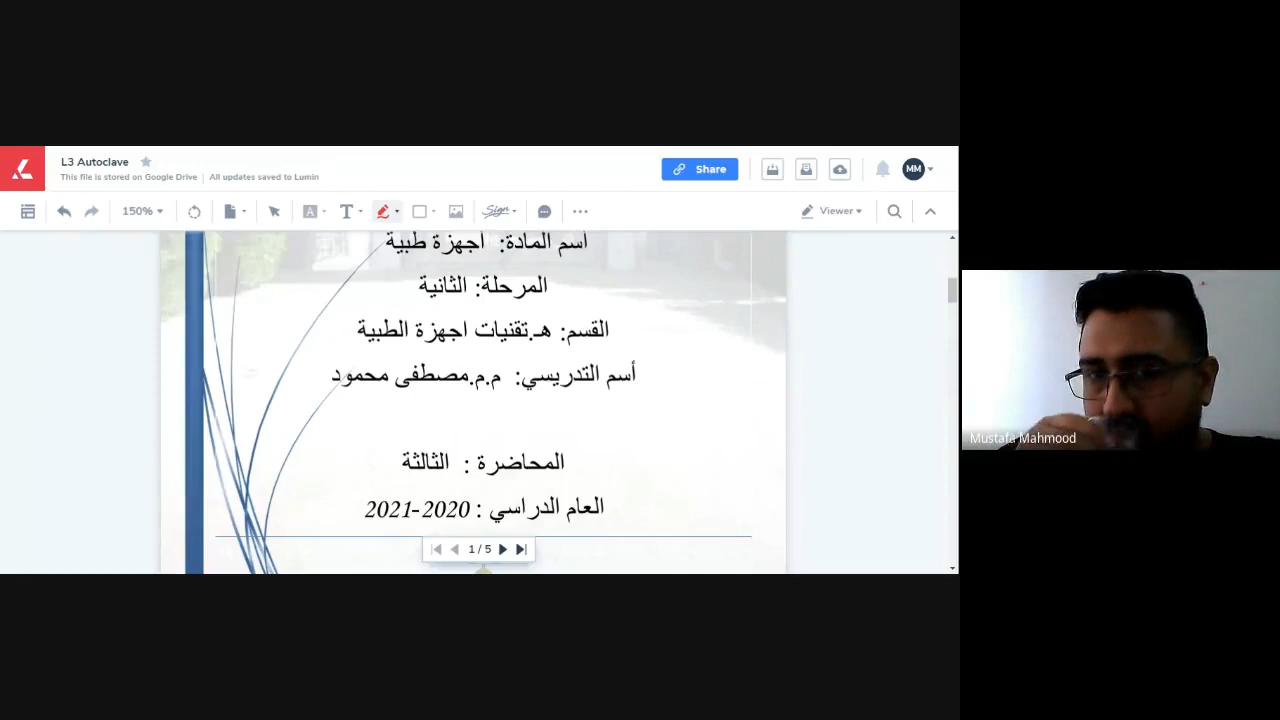 L3 Autoclave
This file is stored on Google Drive | All updates saved to Lumin
Share
MM
150%
A
T
Sign
Viewer
اسم المادة: اجهزة طبية
المرحلة: الثانية
القسم: هـ.تقنيات اجهزة الطبية
أسم التدريسي: م.م.مصطفى محمود
المحاضرة : الثالثة
العام الدراسي : 2020-2021
1 / 5
Mustafa Mahmood